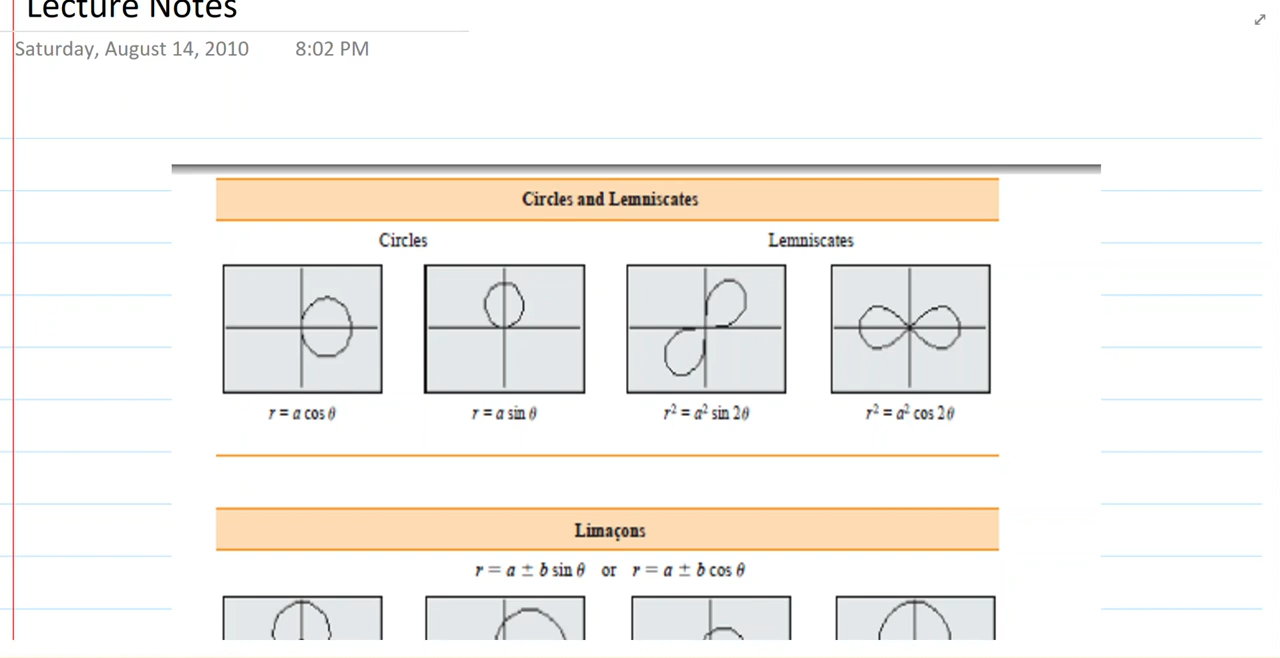 Lecture Notes
Saturday, August 14, 2010 8:02 PM
Circles and Lemniscates
Circles Lemniscates
r = a cos θ r = a sin θ r² = a² sin 2θ r² = a² cos 2θ
Limaçons
r = a ± b sin θ or r = a ± b cos θ